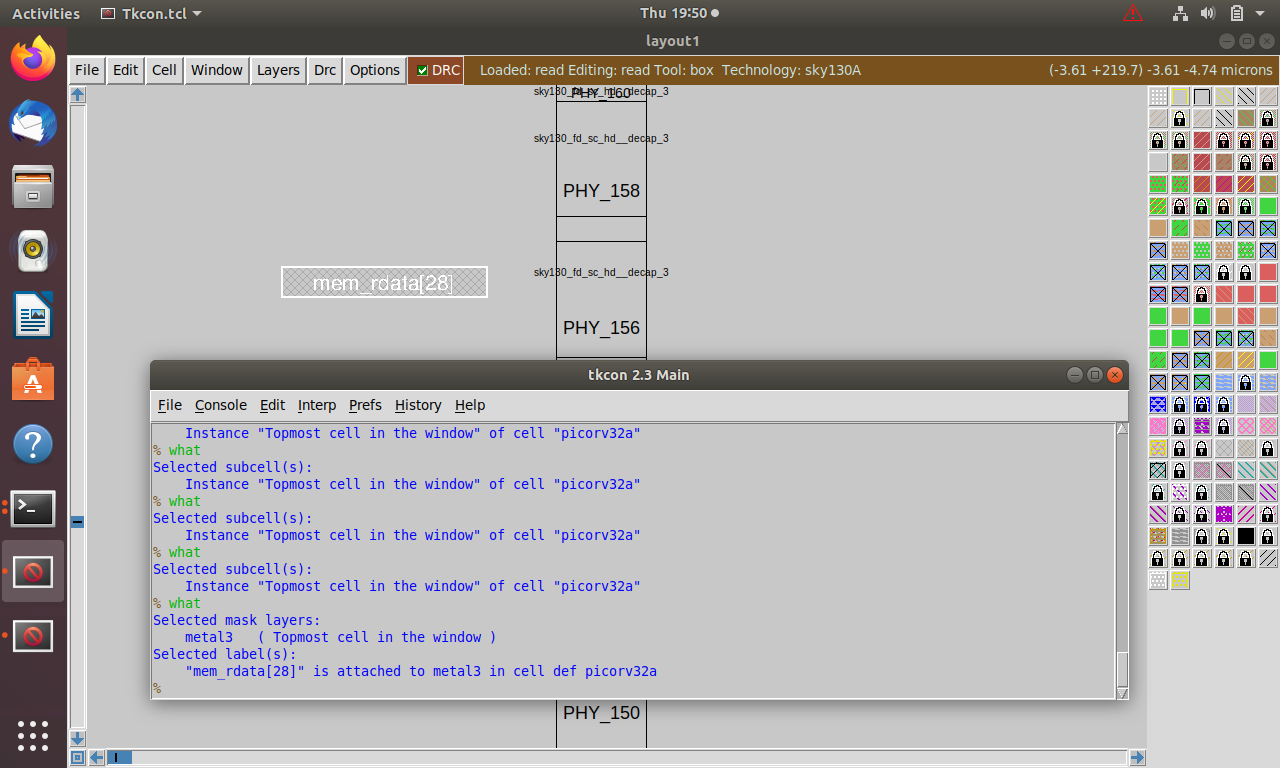 Activities Tkcon.tcl Thu 19:50
layout1
File Edit Cell Window Layers Drc Options DRC Loaded: read Editing: read Tool: box Technology: sky130A (-3.61 +219.7) -3.61 -4.74 microns
PHY_160
sky130_fd_sc_hd__decap_3
sky130_fd_sc_hd__decap_3
PHY_158
sky130_fd_sc_hd__decap_3
mem_rdata[28]
PHY_156
tkcon 2.3 Main
File Console Edit Interp Prefs History Help
Instance "Topmost cell in the window" of cell "picorv32a"
% what
Selected subcell(s):
Instance "Topmost cell in the window" of cell "picorv32a"
% what
Selected subcell(s):
Instance "Topmost cell in the window" of cell "picorv32a"
% what
Selected subcell(s):
Instance "Topmost cell in the window" of cell "picorv32a"
% what
Selected mask layers:
metal3 ( Topmost cell in the window )
Selected label(s):
"mem_rdata[28]" is attached to metal3 in cell def picorv32a
%
PHY_150